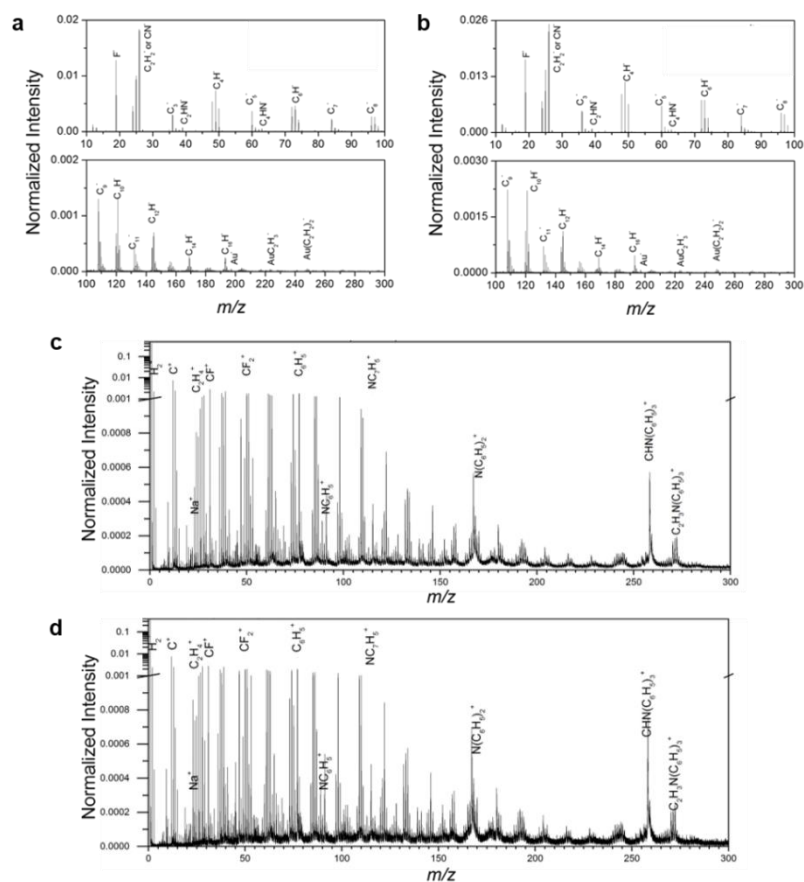 a
b
Normalized Intensity
0.02
0.01
0.00
F⁻
C₂H₂⁻ or CN⁻
C₃⁻
C₂HN⁻
C₄H⁻
C₅⁻
C₄HN⁻
C₆H⁻
C₇⁻
C₈⁻
10 20 30 40 50 60 70 80 90 100
0.002
0.001
0.000
C₉⁻
C₁₀H⁻
C₁₁⁻
C₁₂H⁻
C₁₄H⁻
C₁₆H⁻
Au⁻
AuC₂H₃⁻
Au(C₂H₂)₂⁻
100 120 140 160 180 200 220 240 260 280 300
m/z
Normalized Intensity
0.026
0.013
0.000
F⁻
C₂H₂⁻ or CN⁻
C₃⁻
C₂HN⁻
C₄H⁻
C₅⁻
C₄HN⁻
C₆H⁻
C₇⁻
C₈⁻
10 20 30 40 50 60 70 80 90 100
0.0030
0.0015
0.0000
C₉⁻
C₁₀H⁻
C₁₁⁻
C₁₂H⁻
C₁₄H⁻
C₁₆H⁻
Au⁻
AuC₂H₃⁻
Au(C₂H₂)₂⁻
100 120 140 160 180 200 220 240 260 280 300
m/z
c
Normalized Intensity
0.1
0.01
0.001
0.0008
0.0006
0.0004
0.0002
0.0000
H₂⁺
C⁺
Na⁺
C₂H₄⁺
CF⁺
CF₂⁺
C₆H₅⁺
NC₆H₅⁺
NC₇H₅⁺
N(C₆H₅)₂⁺
CHN(C₆H₅)₃⁺
C₂H₃N(C₆H₅)₃⁺
0 50 100 150 200 250 300
m/z
d
Normalized Intensity
0.1
0.01
0.001
0.0008
0.0006
0.0004
0.0002
0.0000
H₂⁺
C⁺
Na⁺
C₂H₄⁺
CF⁺
CF₂⁺
C₆H₅⁺
NC₆H₅⁺
NC₇H₅⁺
N(C₆H₅)₂⁺
CHN(C₆H₅)₃⁺
C₂H₃N(C₆H₅)₃⁺
0 50 100 150 200 250 300
m/z